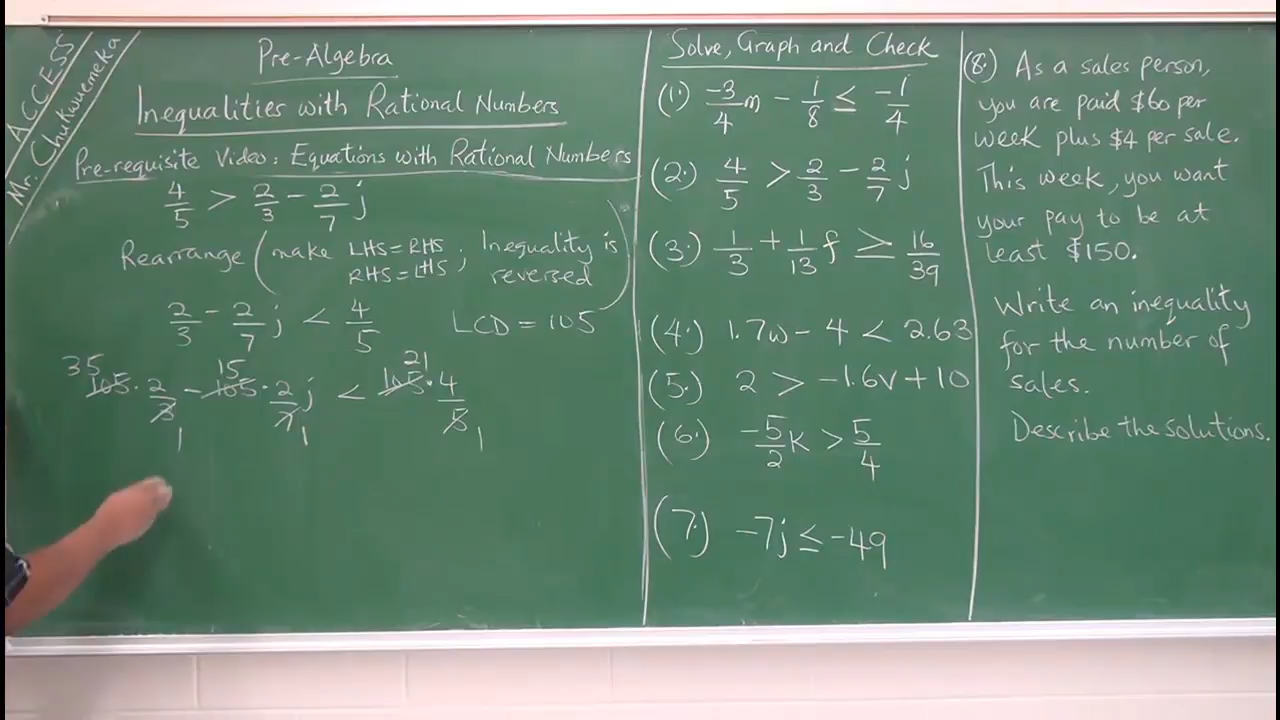 ACCESS
Mr. Chukwuemeka
Pre-Algebra
Inequalities with Rational Numbers
Pre-requisite Video: Equations with Rational Numbers
4/5 > 2/3 - 2/7 j
Rearrange (make LHS=RHS, Inequality is
RHS=LHS reversed)
2/3 - 2/7 j < 4/5 LCD = 105
35 15 21
105 · 2/3 - 105 · 2/7 j < 105 · 4/5
1 1 1
Solve, Graph and Check
(1.) -3/4 m - 1/8 ≤ -1/4
(2.) 4/5 > 2/3 - 2/7 j
(3.) 1/3 + 1/13 f ≥ 16/39
(4.) 1.7w - 4 < 2.63
(5.) 2 > -1.6v + 10
(6.) -5/2 k > 5/4
(7.) -7j ≤ -49
(8.) As a sales person,
you are paid $60 per
week plus $4 per sale.
This week, you want
your pay to be at
least $150.
Write an inequality
for the number of
sales.
Describe the solutions.